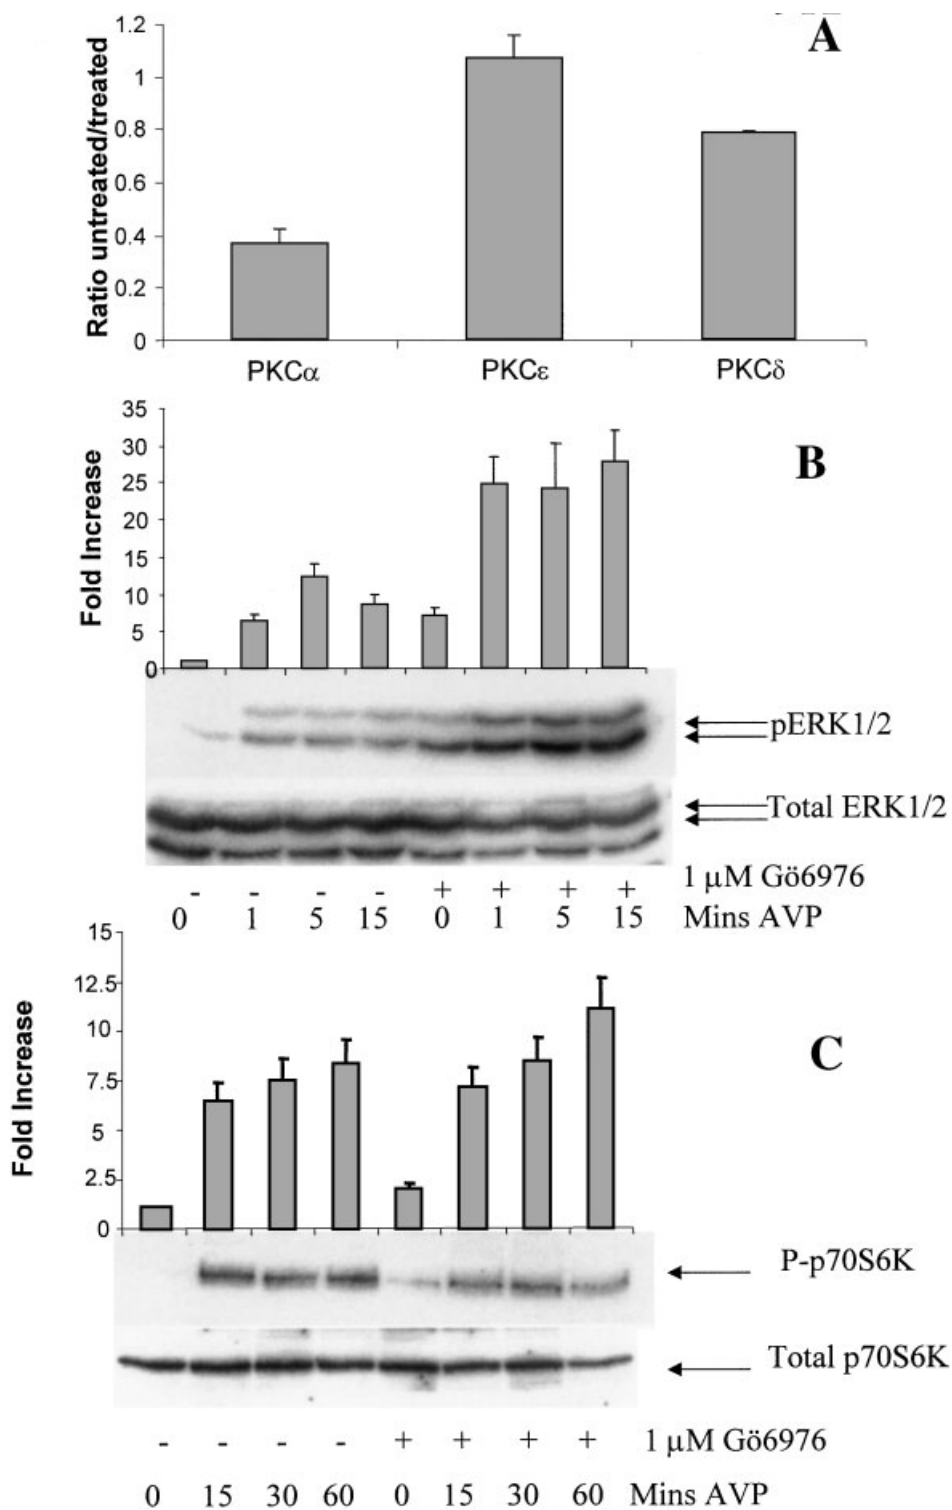 A
1.2
1
0.8
0.6
0.4
0.2
0
Ratio untreated/treated
PKCα PKCε PKCδ
B
35
30
25
20
15
10
5
0
Fold Increase
pERK1/2
Total ERK1/2
- - - - + + + + 1 μM Gö6976
0 1 5 15 0 1 5 15 Mins AVP
C
15
12.5
10
7.5
5
2.5
0
Fold Increase
P-p70S6K
Total p70S6K
- - - - + + + + 1 μM Gö6976
0 15 30 60 0 15 30 60 Mins AVP